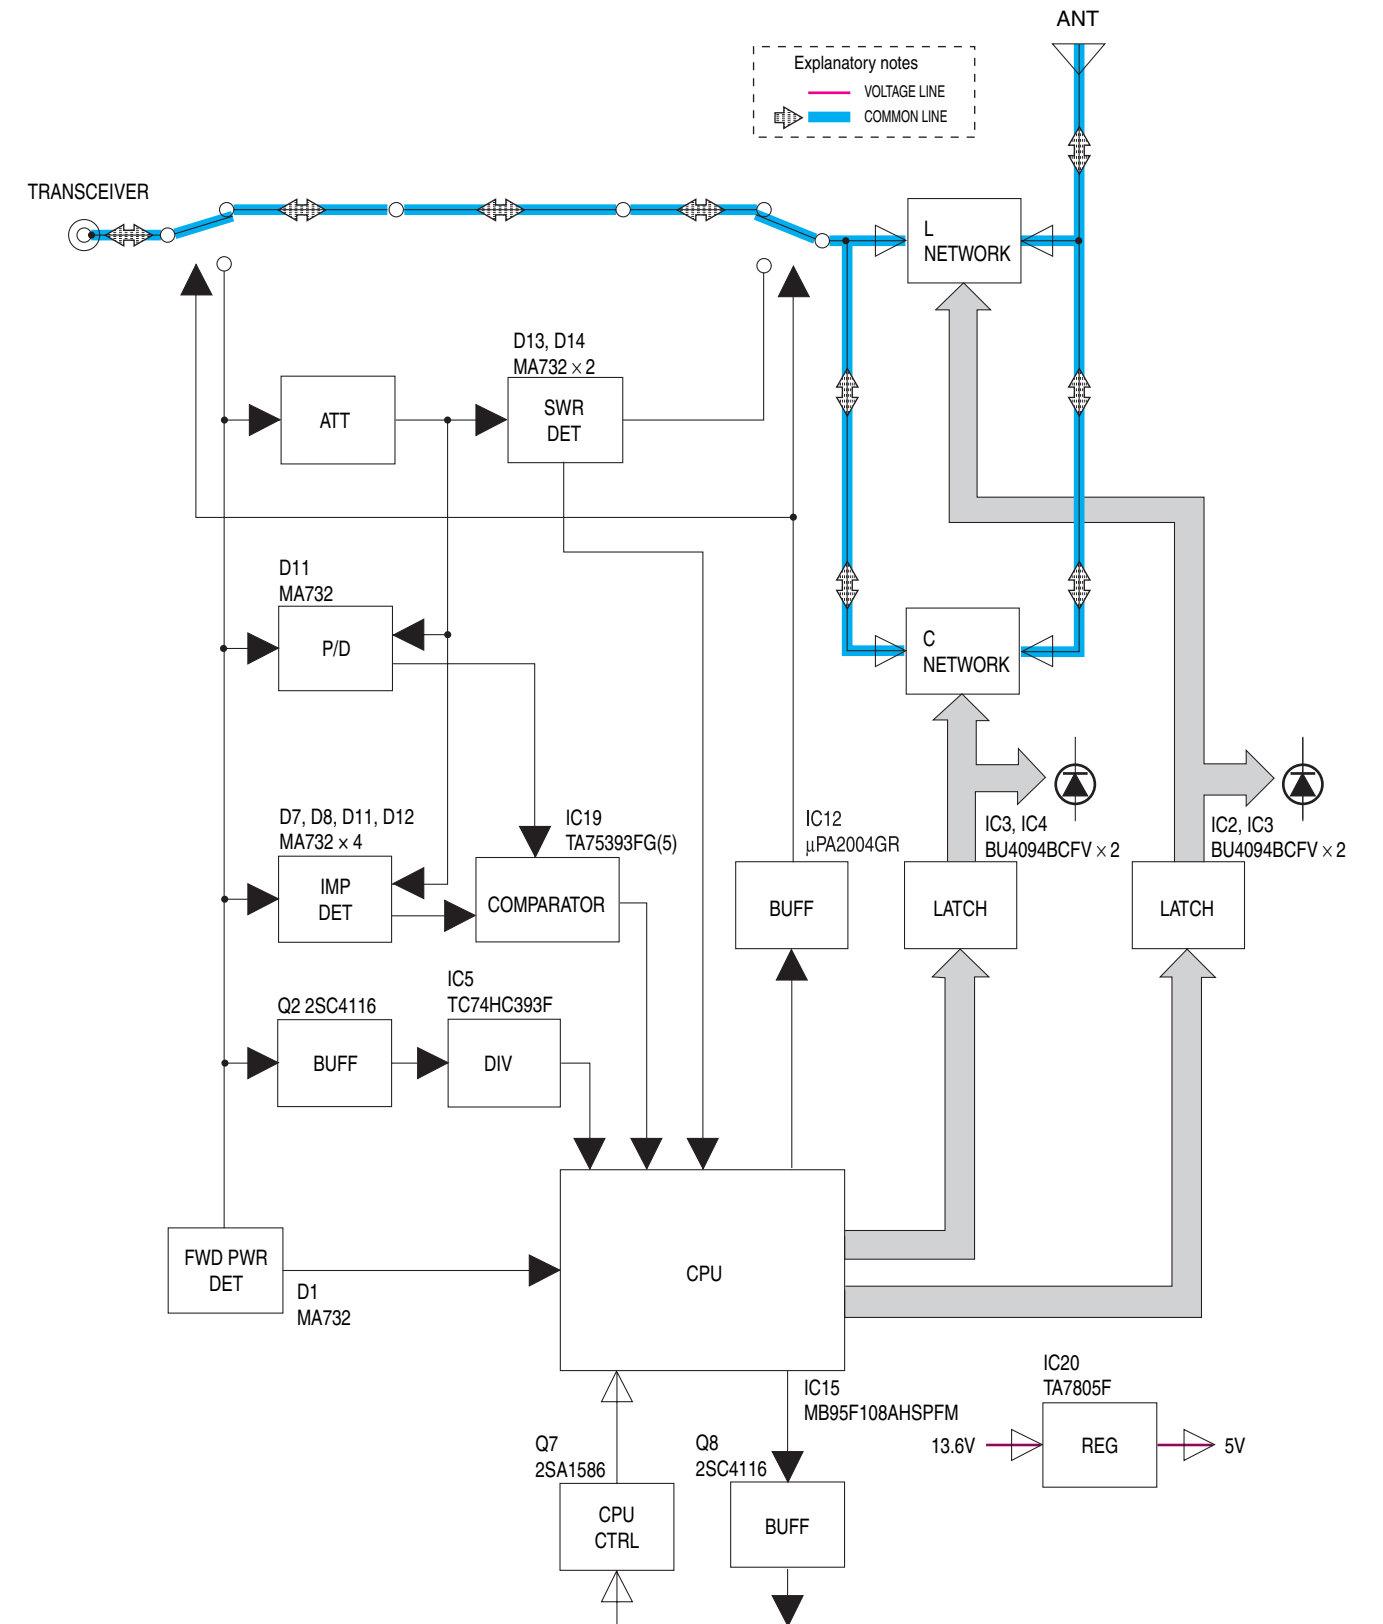 ANT
Explanatory notes
VOLTAGE LINE
COMMON LINE
TRANSCEIVER
L
NETWORK
D13, D14
MA732 × 2
ATT
SWR
DET
D11
MA732
P/D
C
NETWORK
D7, D8, D11, D12
MA732 × 4
IC19
TA75393FG(5)
IC12
µPA2004GR
IC3, IC4
BU4094BCFV × 2
IC2, IC3
BU4094BCFV × 2
IMP
DET
COMPARATOR
BUFF
LATCH
LATCH
Q2 2SC4116
IC5
TC74HC393F
BUFF
DIV
FWD PWR
DET
D1
MA732
CPU
IC15
MB95F108AHSPFM
IC20
TA7805F
13.6V
REG
5V
Q7
2SA1586
Q8
2SC4116
CPU
CTRL
BUFF